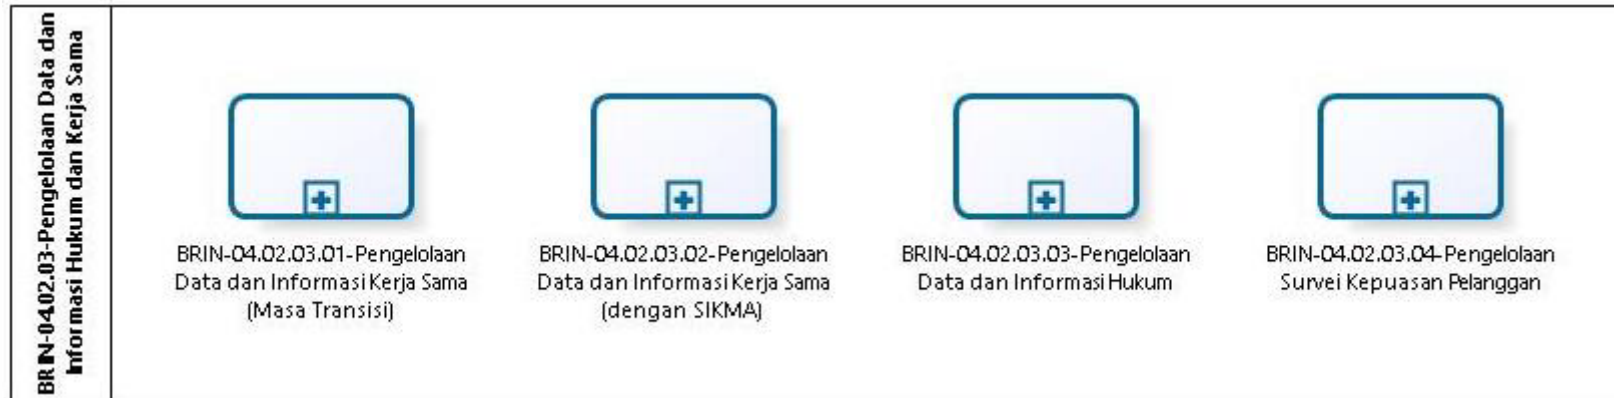 BRIN-04.02.03-Pengelolaan Data dan
Informasi Hukum dan Kerja Sama
BRIN-04.02.03.01-Pengelolaan
Data dan Informasi Kerja Sama
(Masa Transisi)
BRIN-04.02.03.02-Pengelolaan
Data dan Informasi Kerja Sama
(dengan SIKMA)
BRIN-04.02.03.03-Pengelolaan
Data dan Informasi Hukum
BRIN-04.02.03.04-Pengelolaan
Survei Kepuasan Pelanggan